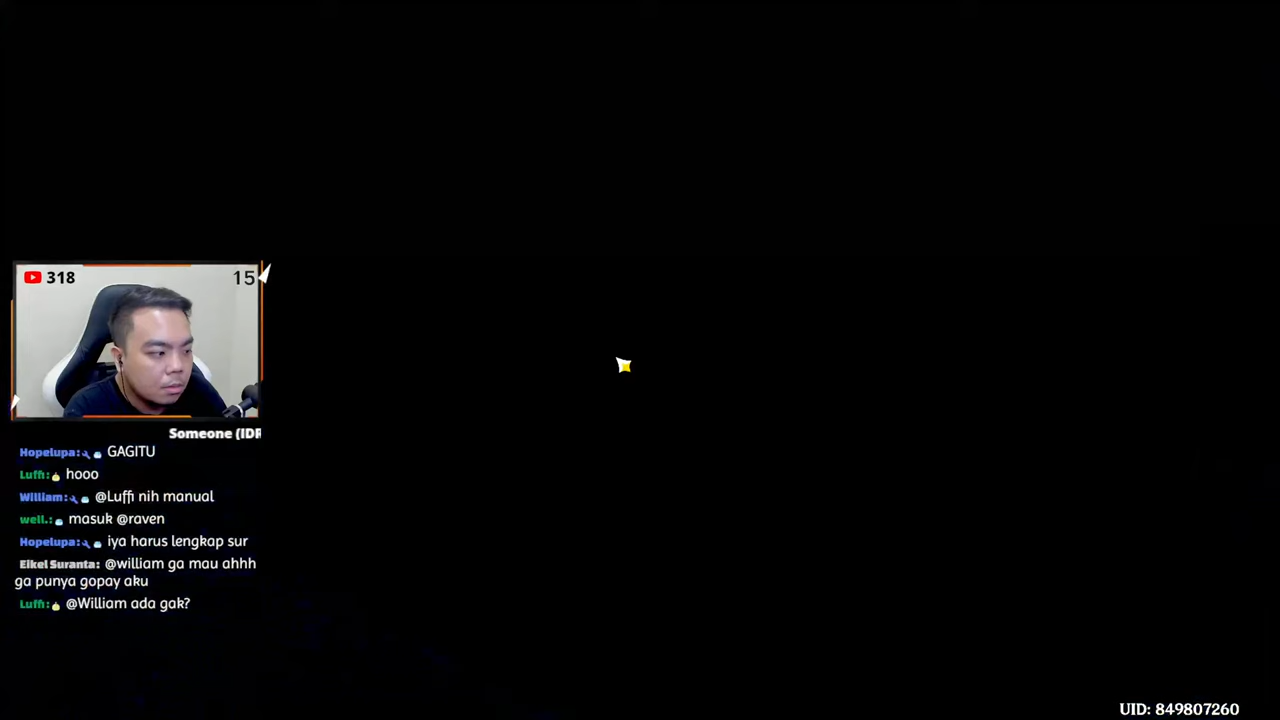 318
15
Someone (IDR
Hopelupa: GAGITU
Luffi: hooo
William: @Luffi nih manual
well.: masuk @raven
Hopelupa: iya harus lengkap sur
Eikel Suranta: @william ga mau ahhh
ga punya gopay aku
Luffi: @William ada gak?
UID: 849807260